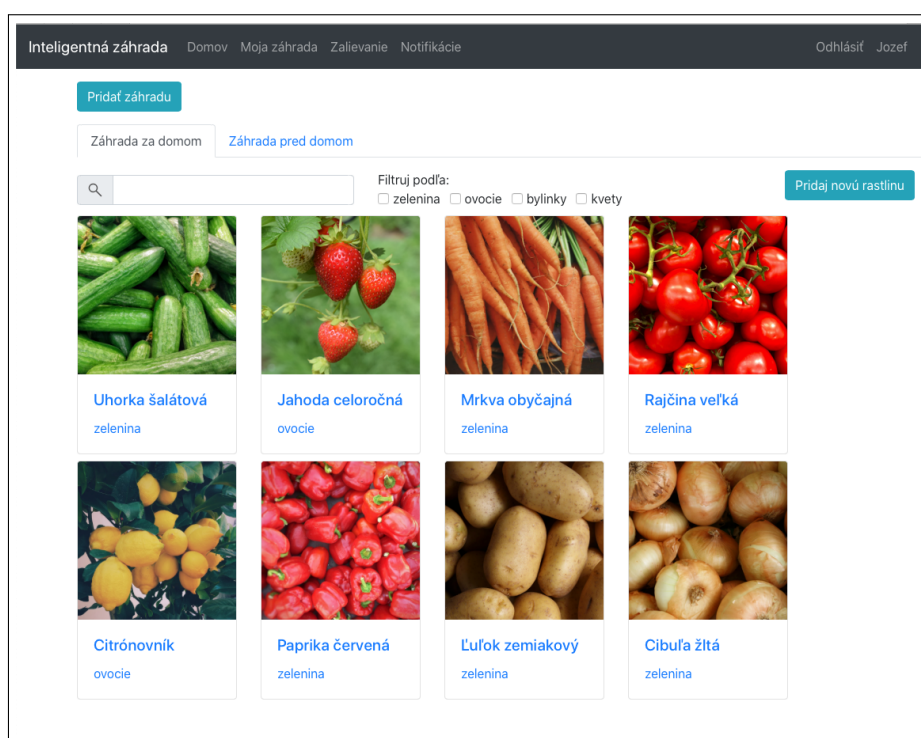 Inteligentná záhrada Domov Moja záhrada Zalievanie Notifikácie Odhlásiť Jozef
Pridať záhradu
Záhrada za domom Záhrada pred domom
Filtruj podľa:
zelenina ovocie bylinky kvety
Pridaj novú rastlinu
Uhorka šalátová Jahoda celoročná Mrkva obyčajná Rajčina veľká
zelenina ovocie zelenina zelenina
Citrónovník Paprika červená Ľuľok zemiakový Cibuľa žltá
ovocie zelenina zelenina zelenina